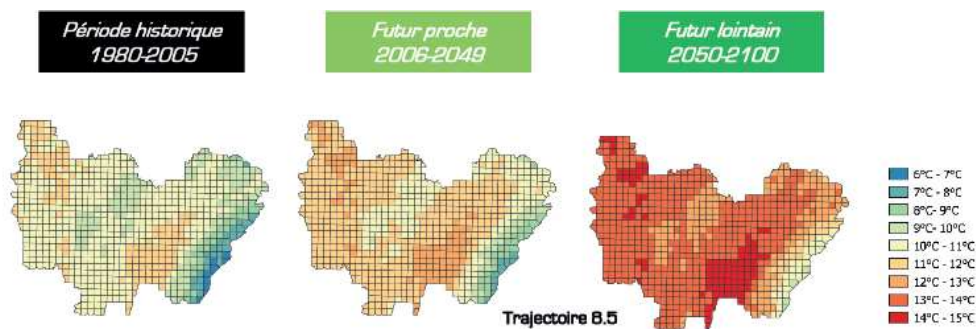 Période historique
1980-2005
Futur proche
2006-2049
Futur lointain
2050-2100
6°C - 7°C
7°C - 8°C
8°C- 9°C
9°C- 10°C
10°C - 11°C
11°C - 12°C
12°C - 13°C
13°C - 14°C
14°C - 15°C
Trajectoire 8.5